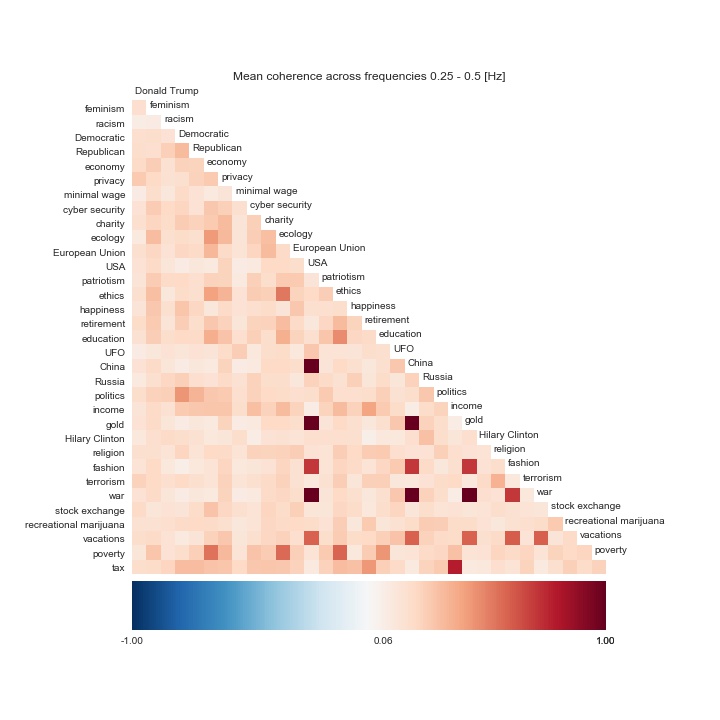 Mean coherence across frequencies 0.25 - 0.5 [Hz]
Donald Trump
feminism feminism
racism racism
Democratic Democratic
Republican Republican
economy economy
privacy privacy
minimal wage minimal wage
cyber security cyber security
charity charity
ecology ecology
European Union European Union
USA USA
patriotism patriotism
ethics ethics
happiness happiness
retirement retirement
education education
UFO UFO
China China
Russia Russia
politics politics
income income
gold gold
Hilary Clinton Hilary Clinton
religion religion
fashion fashion
terrorism terrorism
war war
stock exchange stock exchange
recreational marijuana recreational marijuana
vacations vacations
poverty poverty
tax
-1.00 0.06 1.00